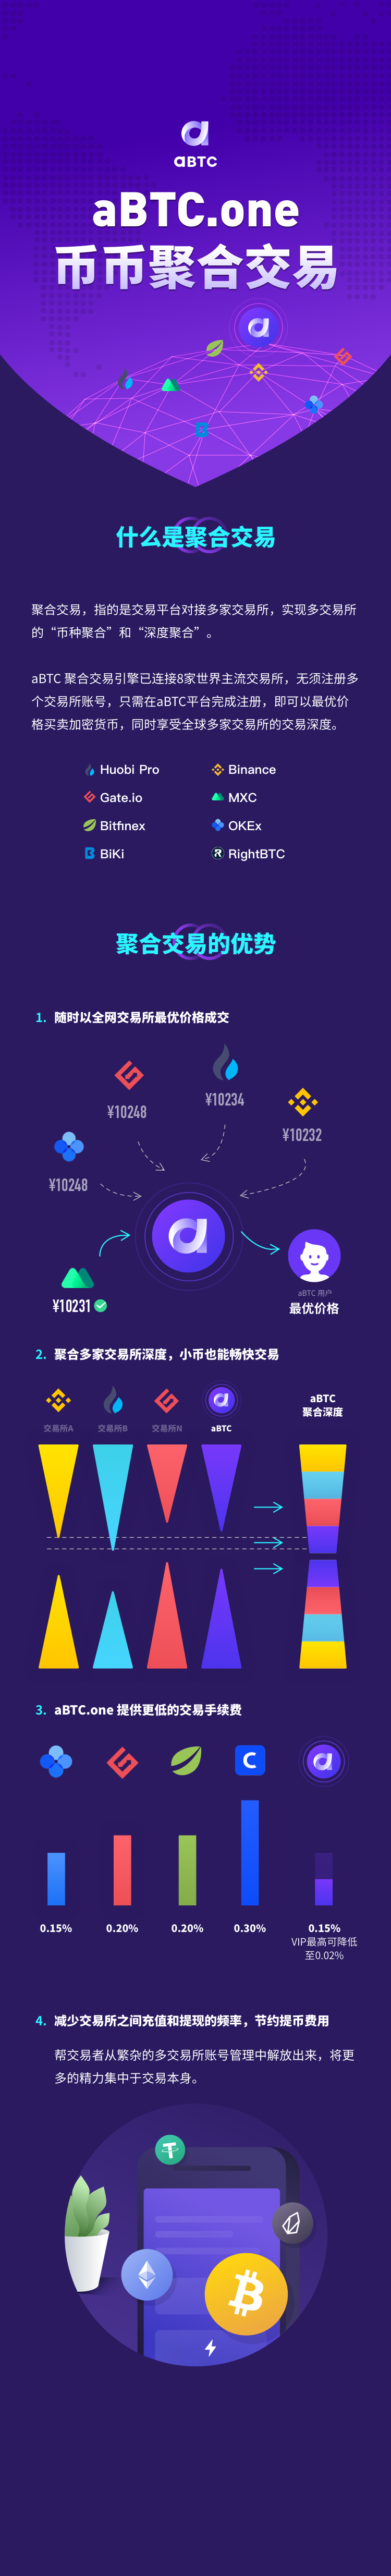 aBTC
aBTC.one
币币聚合交易
什么是聚合交易
聚合交易，指的是交易平台对接多家交易所，实现多交易所
的“币种聚合”和“深度聚合”。
aBTC 聚合交易引擎已连接8家世界主流交易所，无须注册多
个交易所账号，只需在aBTC平台完成注册，即可以最优价
格买卖加密货币，同时享受全球多家交易所的交易深度。
Huobi Pro
Binance
Gate.io
MXC
Bitfinex
OKEx
BiKi
RightBTC
聚合交易的优势
1. 随时以全网交易所最优价格成交
¥10248
¥10234
¥10232
¥10248
¥10231
aBTC 用户
最优价格
2. 聚合多家交易所深度，小币也能畅快交易
交易所A
交易所B
交易所N
aBTC
aBTC
聚合深度
3. aBTC.one 提供更低的交易手续费
0.15%
0.20%
0.20%
0.30%
0.15%
VIP最高可降低
至0.02%
4. 减少交易所之间充值和提现的频率，节约提币费用
帮交易者从繁杂的多交易所账号管理中解放出来，将更
多的精力集中于交易本身。